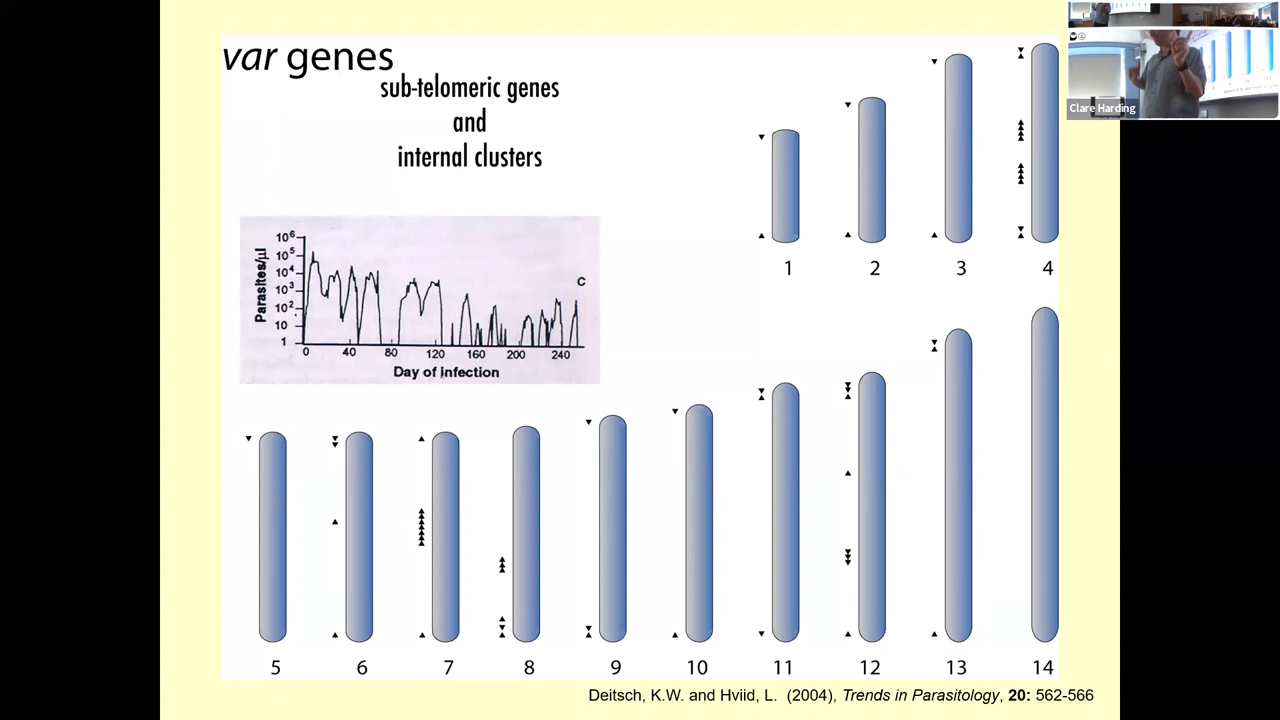 var genes
sub-telomeric genes
and
internal clusters
Clare Harding
1 2 3 4
10⁶
10⁵
10⁴
10³
10²
10
1
Parasites/µl
C
0 40 80 120 160 200 240
Day of infection
5 6 7 8 9 10 11 12 13 14
Deitsch, K.W. and Hviid, L. (2004), Trends in Parasitology, 20: 562-566